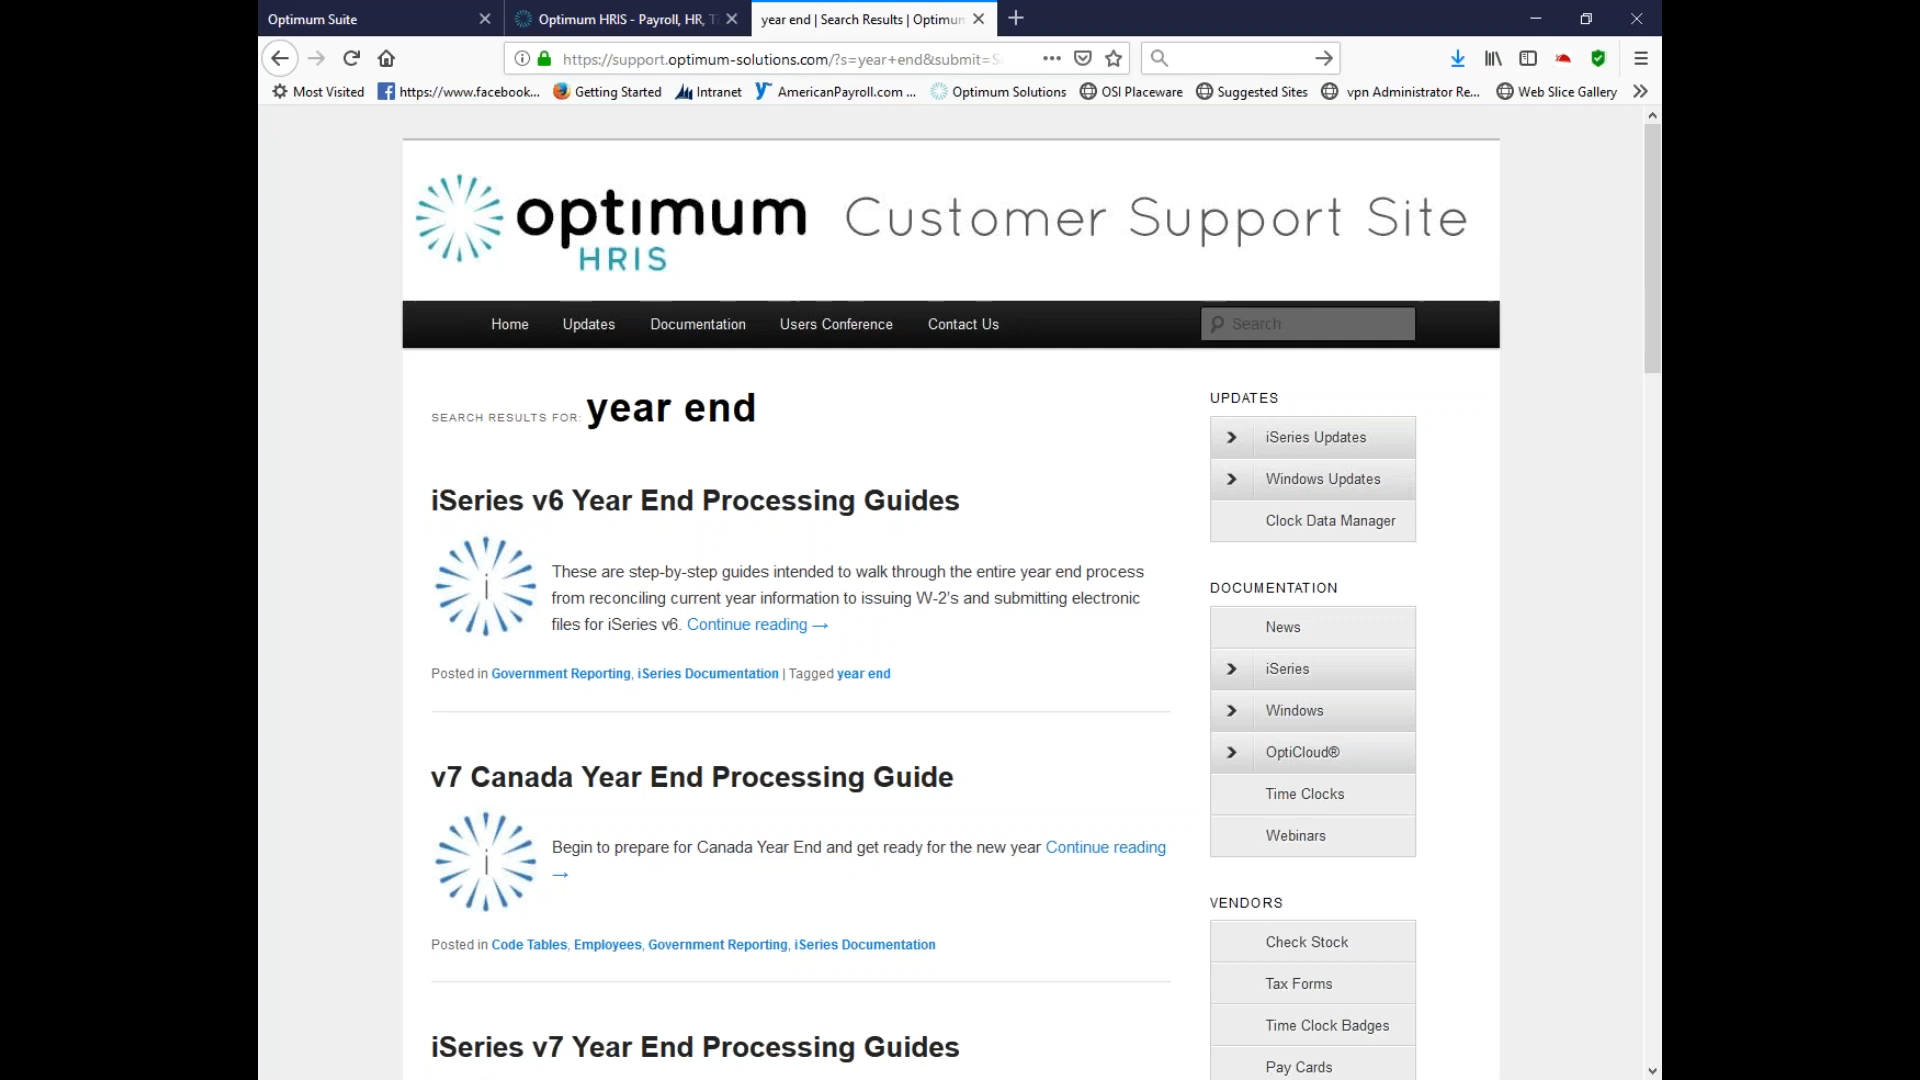 Optimum Suite
Optimum HRIS - Payroll, HR,
year end | Search Results | Optimum
https://support.optimum-solutions.com/?s=year+end&submit=S
Most Visited
https://www.facebook...
Getting Started
Intranet
AmericanPayroll.com ...
Optimum Solutions
OSI Placeware
Suggested Sites
vpn Administrator Re...
Web Slice Gallery
optimum
HRIS
Customer Support Site
Home
Updates
Documentation
Users Conference
Contact Us
Search
SEARCH RESULTS FOR: year end
iSeries v6 Year End Processing Guides
i
These are step-by-step guides intended to walk through the entire year end process
from reconciling current year information to issuing W-2's and submitting electronic
files for iSeries v6. Continue reading →
Posted in Government Reporting, iSeries Documentation | Tagged year end
v7 Canada Year End Processing Guide
i
Begin to prepare for Canada Year End and get ready for the new year Continue reading
→
Posted in Code Tables, Employees, Government Reporting, iSeries Documentation
iSeries v7 Year End Processing Guides
UPDATES
iSeries Updates
Windows Updates
Clock Data Manager
DOCUMENTATION
News
iSeries
Windows
OptiCloud®
Time Clocks
Webinars
VENDORS
Check Stock
Tax Forms
Time Clock Badges
Pay Cards